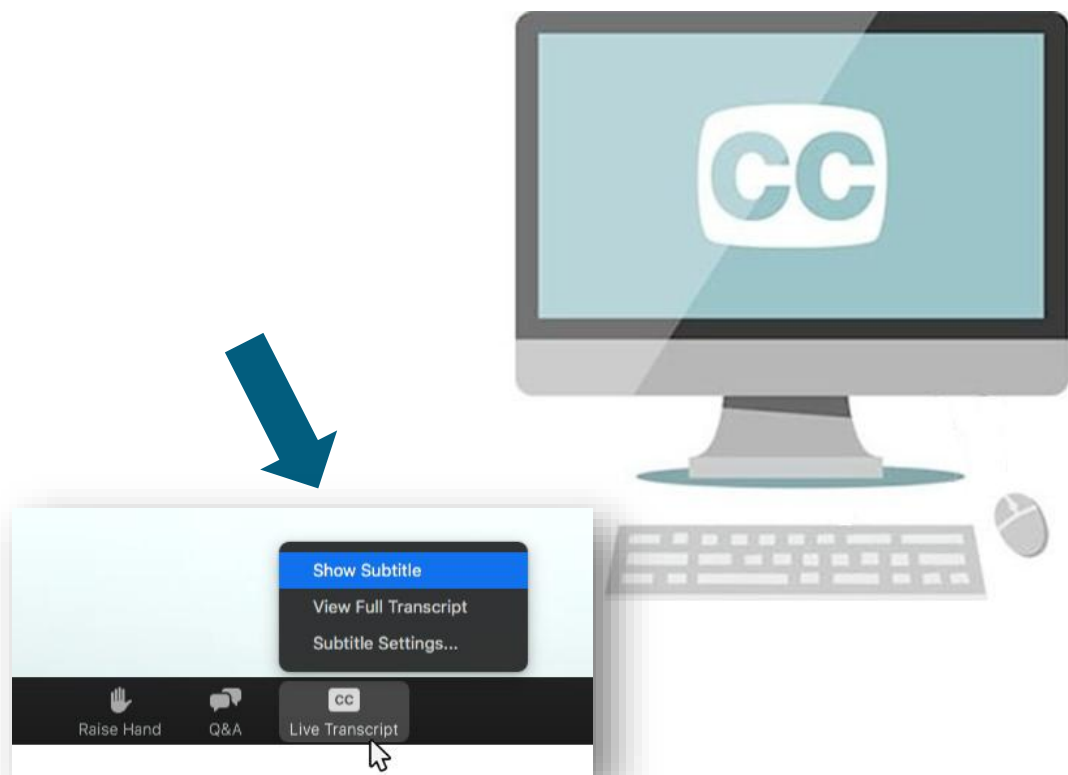 CC
Show Subtitle
View Full Transcript
Subtitle Settings...
CC
Raise Hand
Q&A
Live Transcript